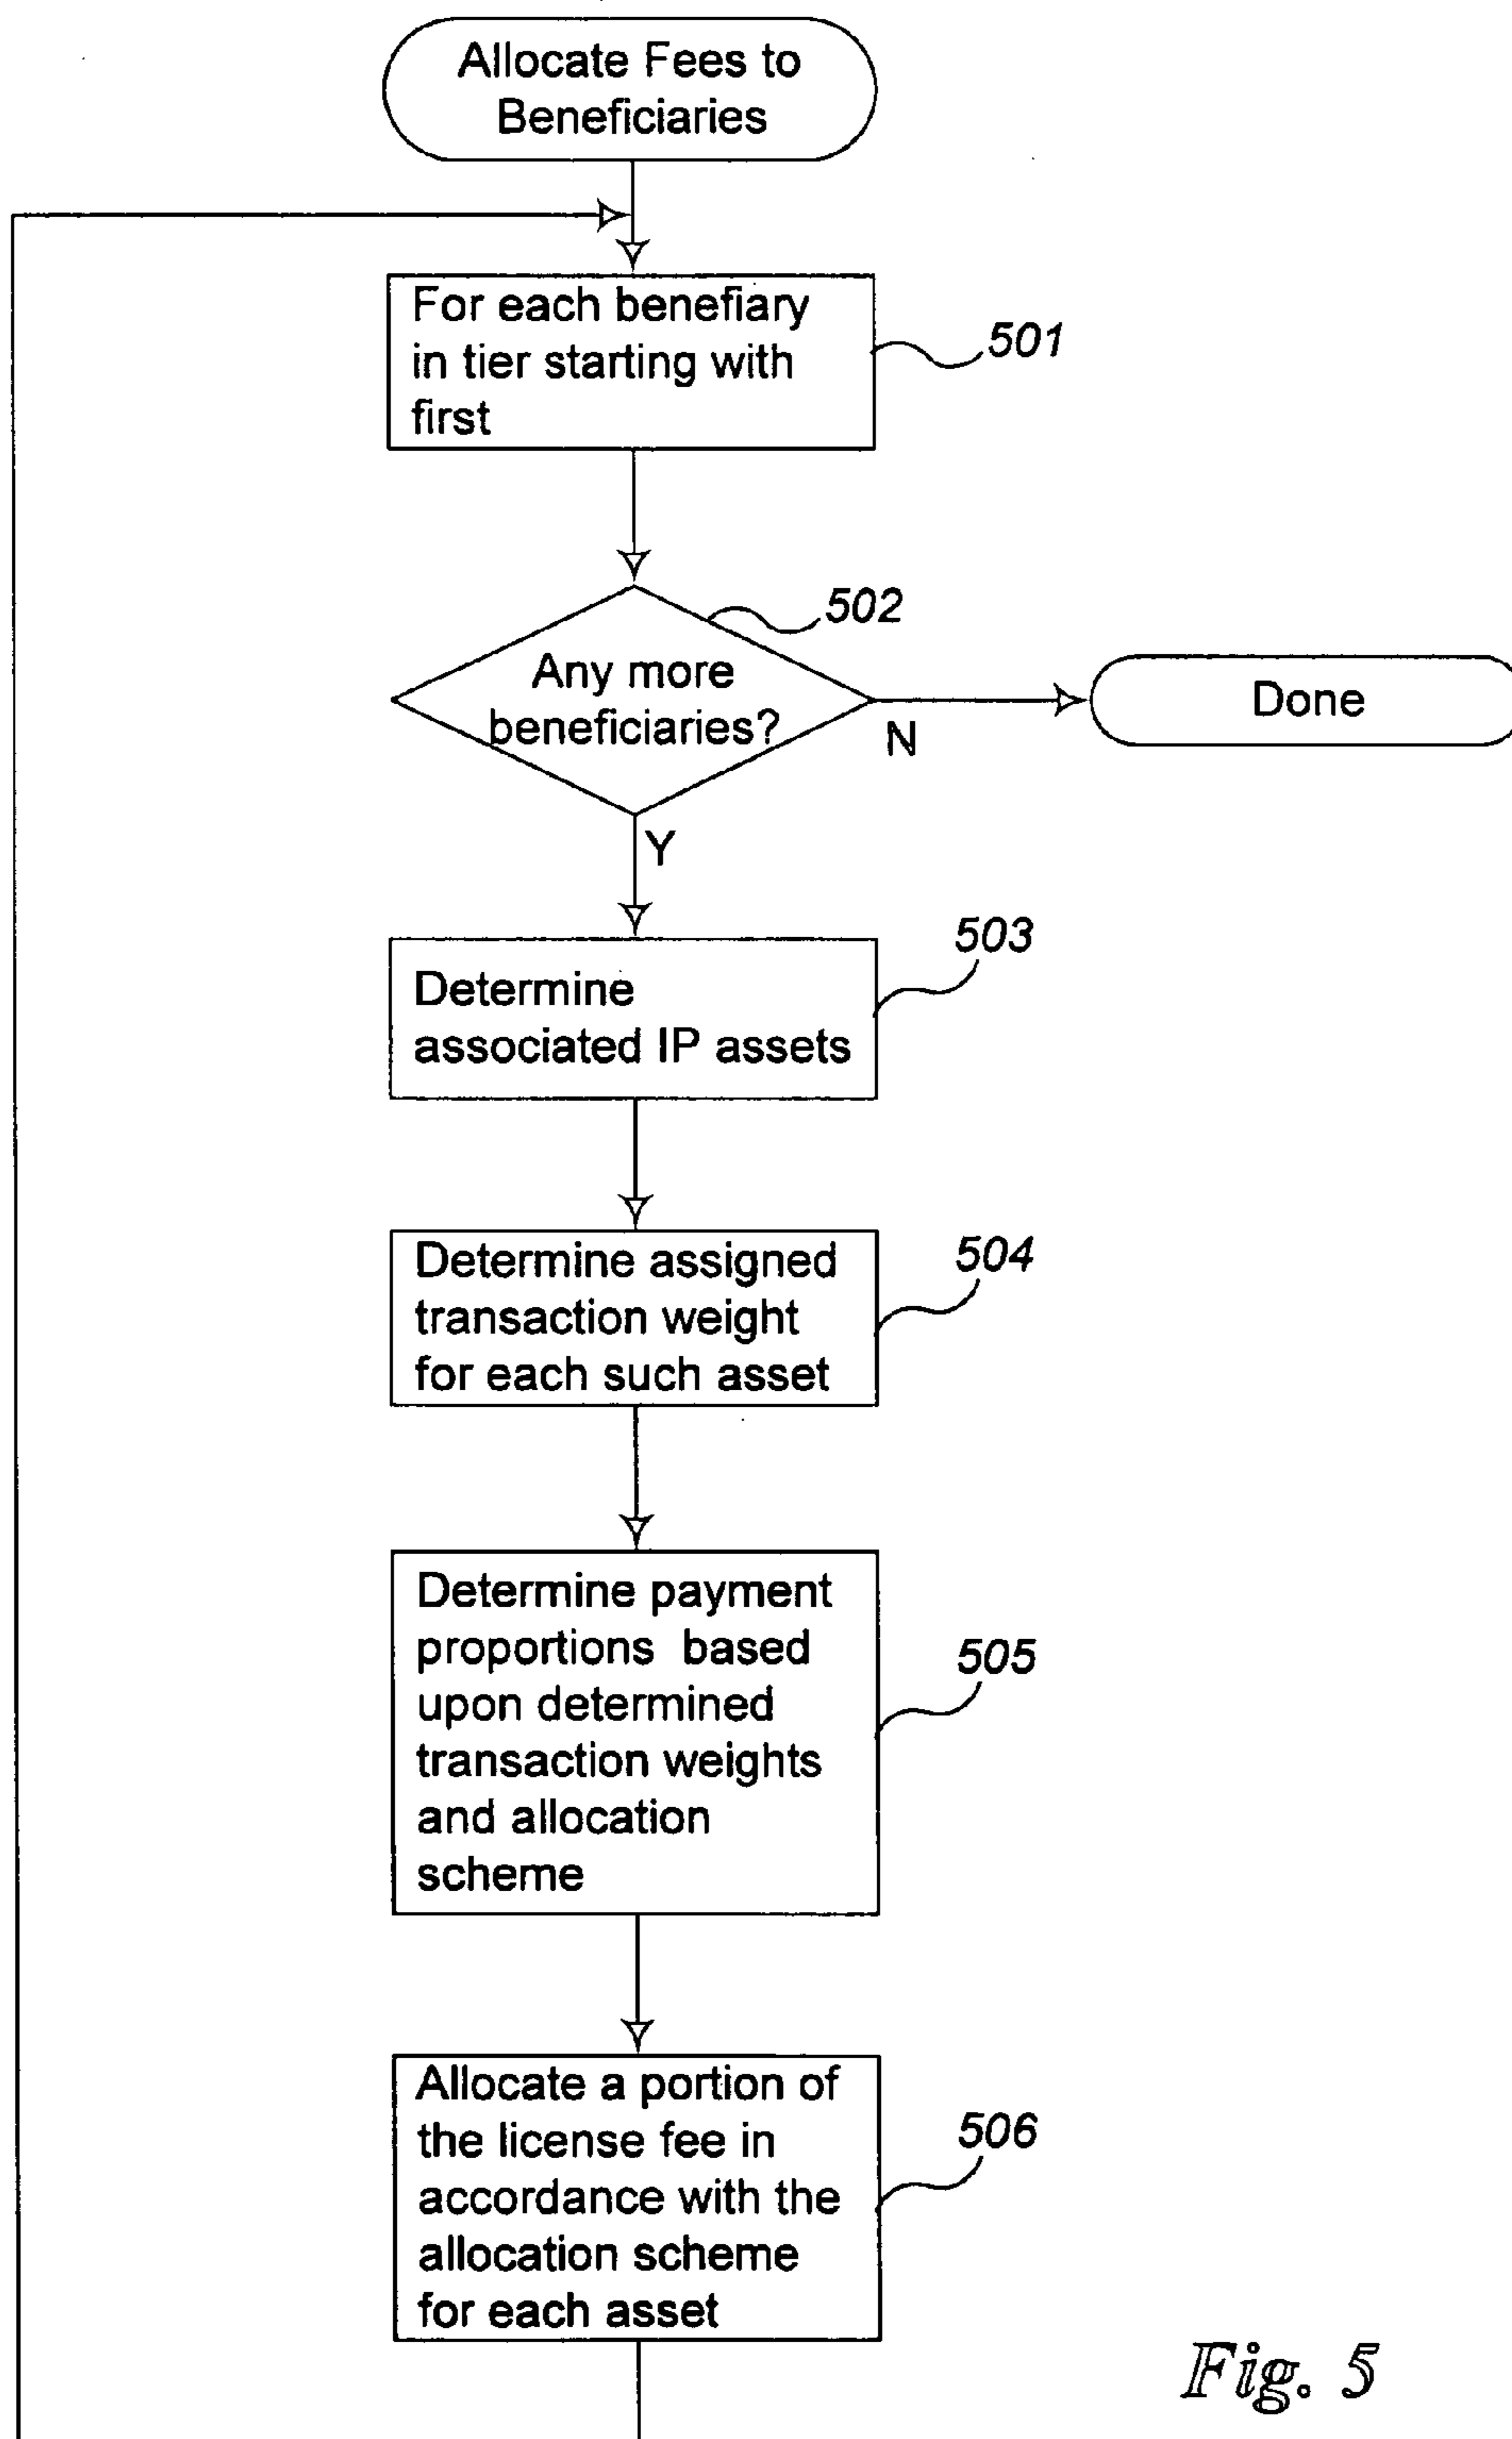 Allocate Fees to
Beneficiaries
For each benefiary
in tier starting with
first
501
502
Any more
beneficiaries?
N
Done
Y
503
Determine
associated IP assets
504
Determine assigned
transaction weight
for each such asset
Determine payment
proportions based
upon determined
transaction weights
and allocation
scheme
505
Allocate a portion of
the license fee in
accordance with the
allocation scheme
for each asset
506
Fig. 5